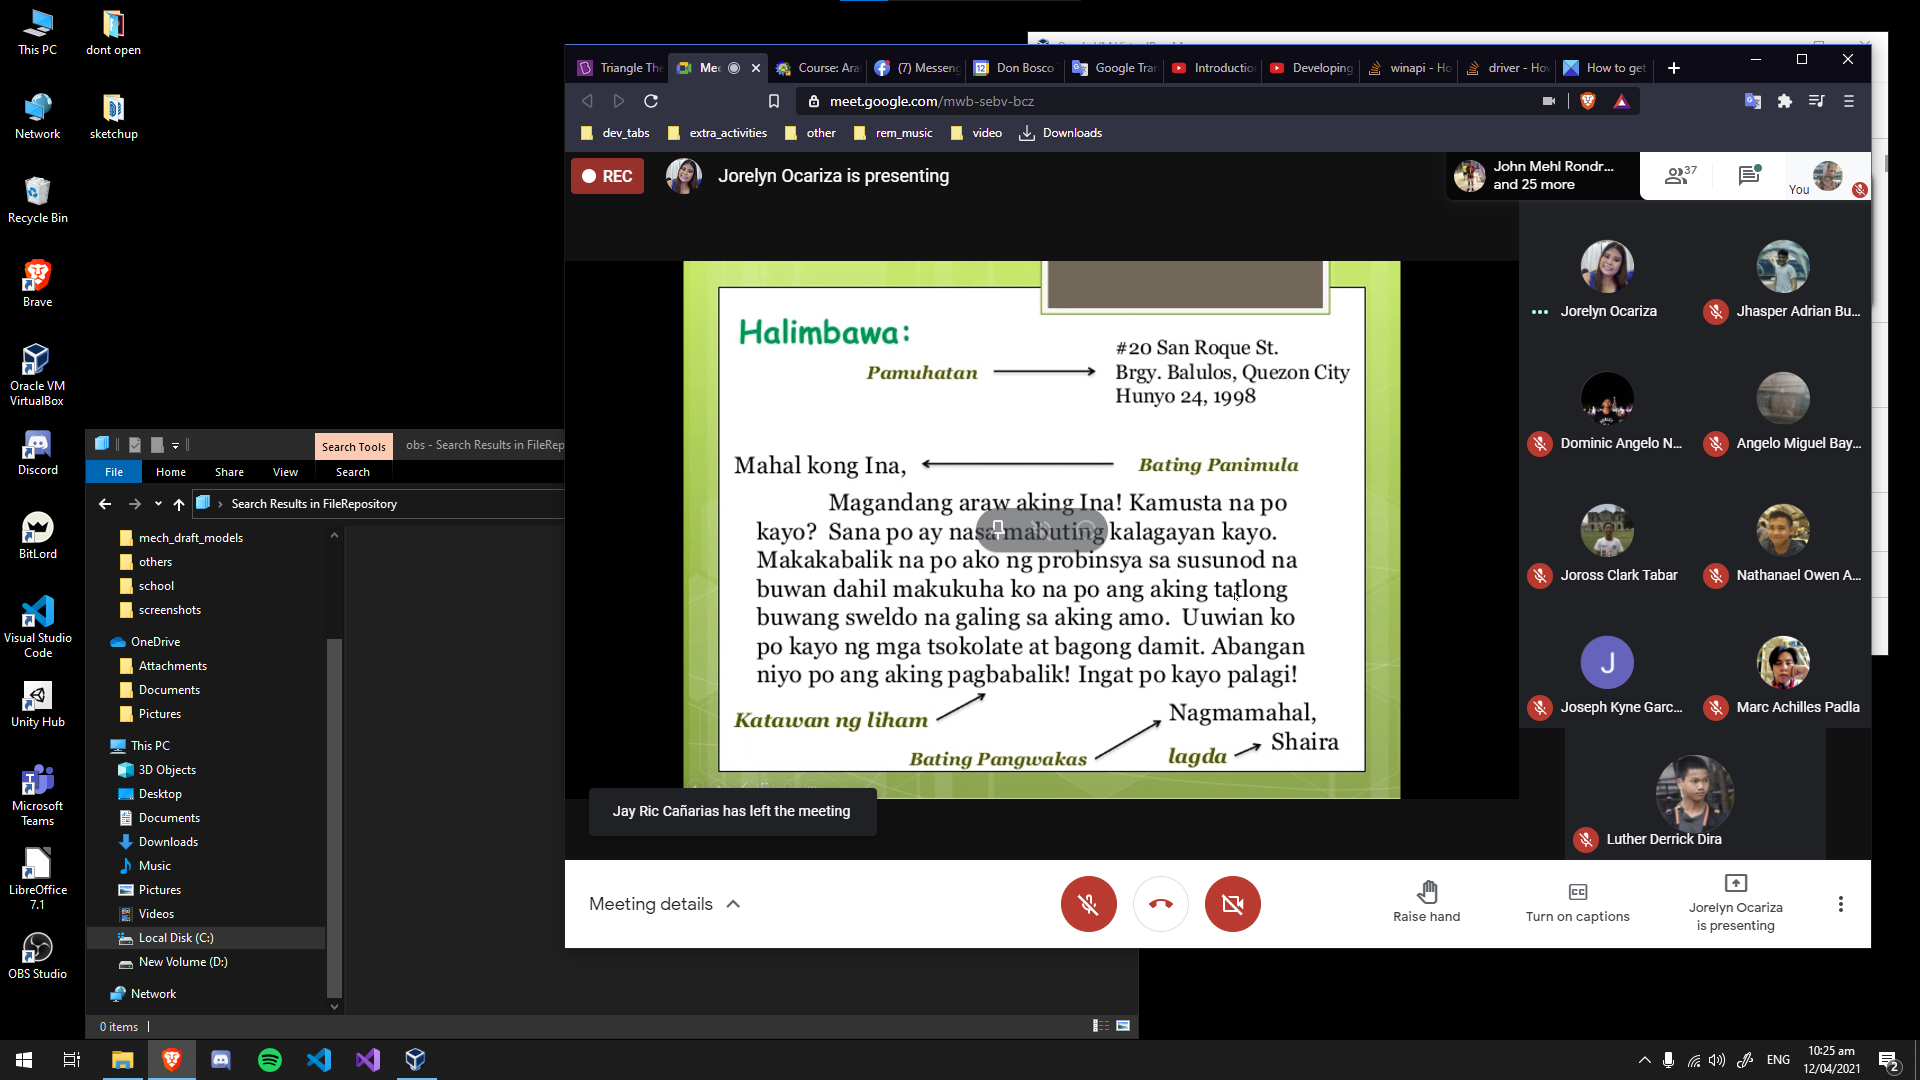 This PC
dont open
Network
sketchup
Recycle Bin
Brave
Oracle VM
VirtualBox
Discord
BitLord
Visual Studio
Code
Unity Hub
Microsoft
Teams
LibreOffice
7.1
OBS Studio
Search Tools
obs - Search Results in FileRep
File
Home
Share
View
Search
Search Results in FileRepository
mech_draft_models
others
school
screenshots
OneDrive
Attachments
Documents
Pictures
This PC
3D Objects
Desktop
Documents
Downloads
Music
Pictures
Videos
Local Disk (C:)
New Volume (D:)
Network
0 items
Triangle The
Mee
Course: Ara
(7) Messeng
Don Bosco
Google Tran
Introductio
Developing
winapi - Ho
driver - How
How to get
meet.google.com/mwb-sebv-bcz
dev_tabs
extra_activities
other
rem_music
video
Downloads
REC
Jorelyn Ocariza is presenting
John Mehl Rondr...
and 25 more
37
You
Halimbawa:
Pamuhatan
#20 San Roque St.
Brgy. Balulos, Quezon City
Hunyo 24, 1998
Mahal kong Ina,
Bating Panimula
Magandang araw aking Ina! Kamusta na po
kayo? Sana po ay nasa mabuting kalagayan kayo.
Makakabalik na po ako ng probinsya sa susunod na
buwan dahil makukuha ko na po ang aking tatlong
buwang sweldo na galing sa aking amo. Uuwian ko
po kayo ng mga tsokolate at bagong damit. Abangan
niyo po ang aking pagbabalik! Ingat po kayo palagi!
Katawan ng liham
Nagmamahal,
Bating Pangwakas
lagda
Shaira
Jorelyn Ocariza
Jhasper Adrian Bu...
Dominic Angelo N...
Angelo Miguel Bay...
Joross Clark Tabar
Nathanael Owen A...
J
Joseph Kyne Garc...
Marc Achilles Padla
Luther Derrick Dira
Jay Ric Cañarias has left the meeting
Meeting details
Raise hand
Turn on captions
Jorelyn Ocariza
is presenting
ENG
10:25 am
12/04/2021
2